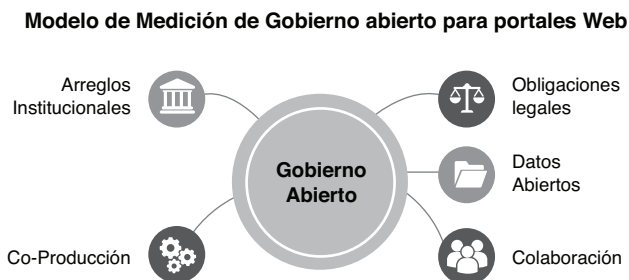 Modelo de Medición de Gobierno abierto para portales Web
Arreglos
Institucionales
Obligaciones
legales
Gobierno
Abierto
Datos
Abiertos
Co-Producción
Colaboración